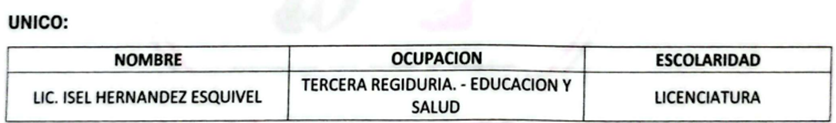 UNICO:
NOMBRE OCUPACION ESCOLARIDAD
LIC. ISEL HERNANDEZ ESQUIVEL TERCERA REGIDURIA. - EDUCACION Y SALUD LICENCIATURA